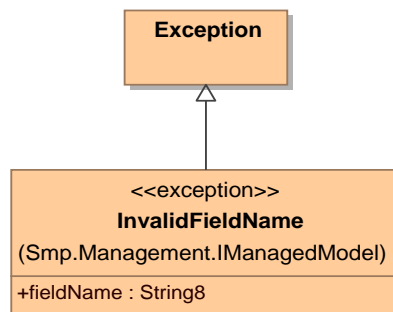 Exception
<<exception>>
InvalidFieldName
(Smp.Management.IManagedModel)
+fieldName : String8